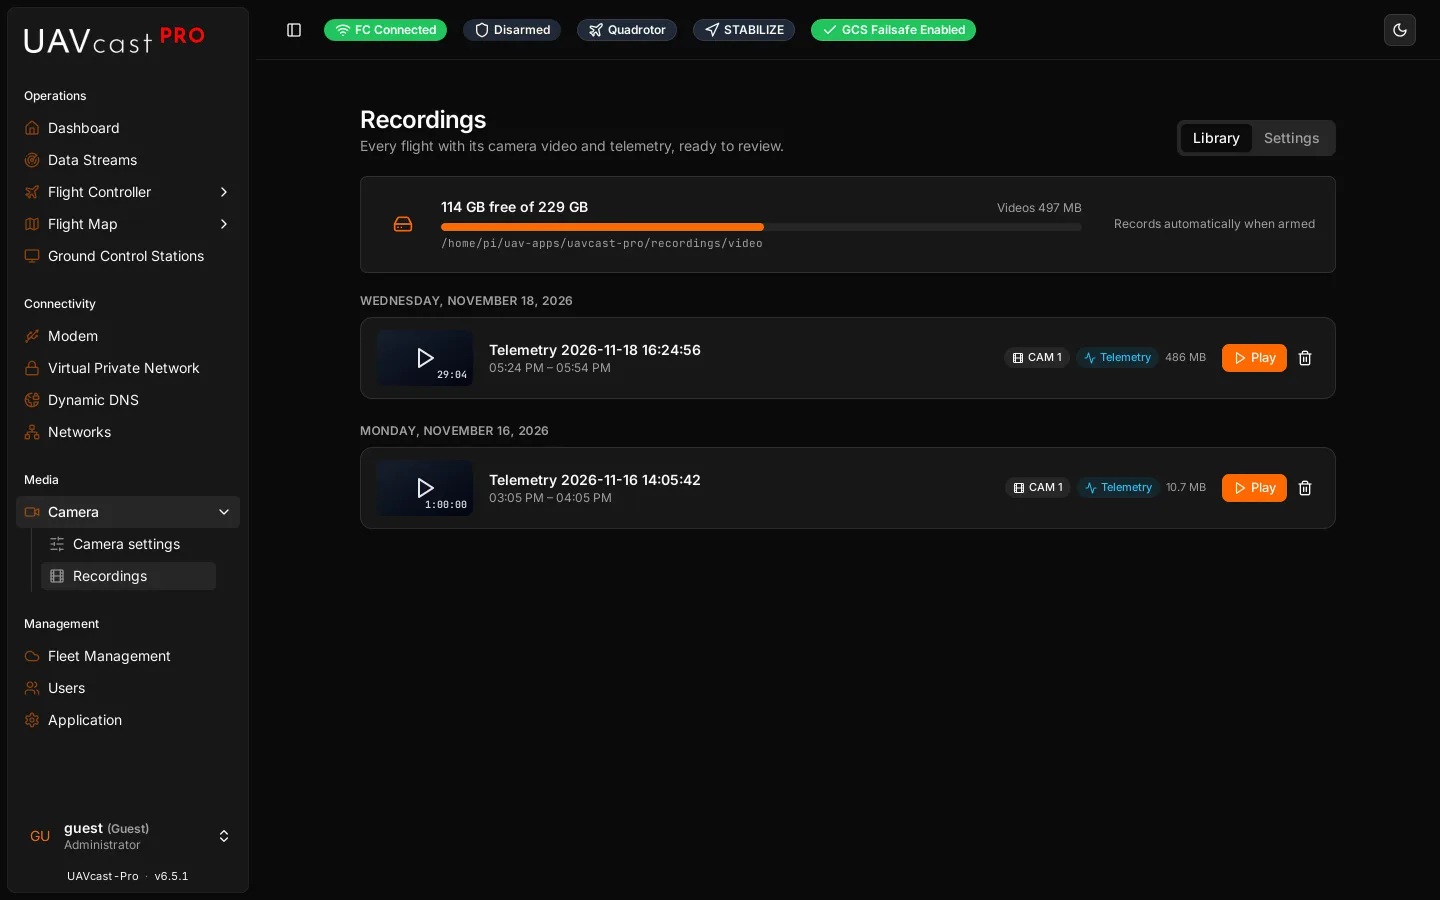 UAVcast PRO
Operations
Dashboard
Data Streams
Flight Controller
Flight Map
Ground Control Stations
Connectivity
Modem
Virtual Private Network
Dynamic DNS
Networks
Media
Camera
Camera settings
Recordings
Management
Fleet Management
Users
Application
GU
guest (Guest)
Administrator
UAVcast-Pro · v6.5.1
FC Connected
Disarmed
Quadrotor
STABILIZE
GCS Failsafe Enabled
Recordings
Every flight with its camera video and telemetry, ready to review.
Library
Settings
114 GB free of 229 GB
Videos 497 MB
/home/pi/uav-apps/uavcast-pro/recordings/video
Records automatically when armed
WEDNESDAY, NOVEMBER 18, 2026
29:04
Telemetry 2026-11-18 16:24:56
05:24 PM – 05:54 PM
CAM 1
Telemetry
486 MB
Play
MONDAY, NOVEMBER 16, 2026
1:00:00
Telemetry 2026-11-16 14:05:42
03:05 PM – 04:05 PM
CAM 1
Telemetry
10.7 MB
Play